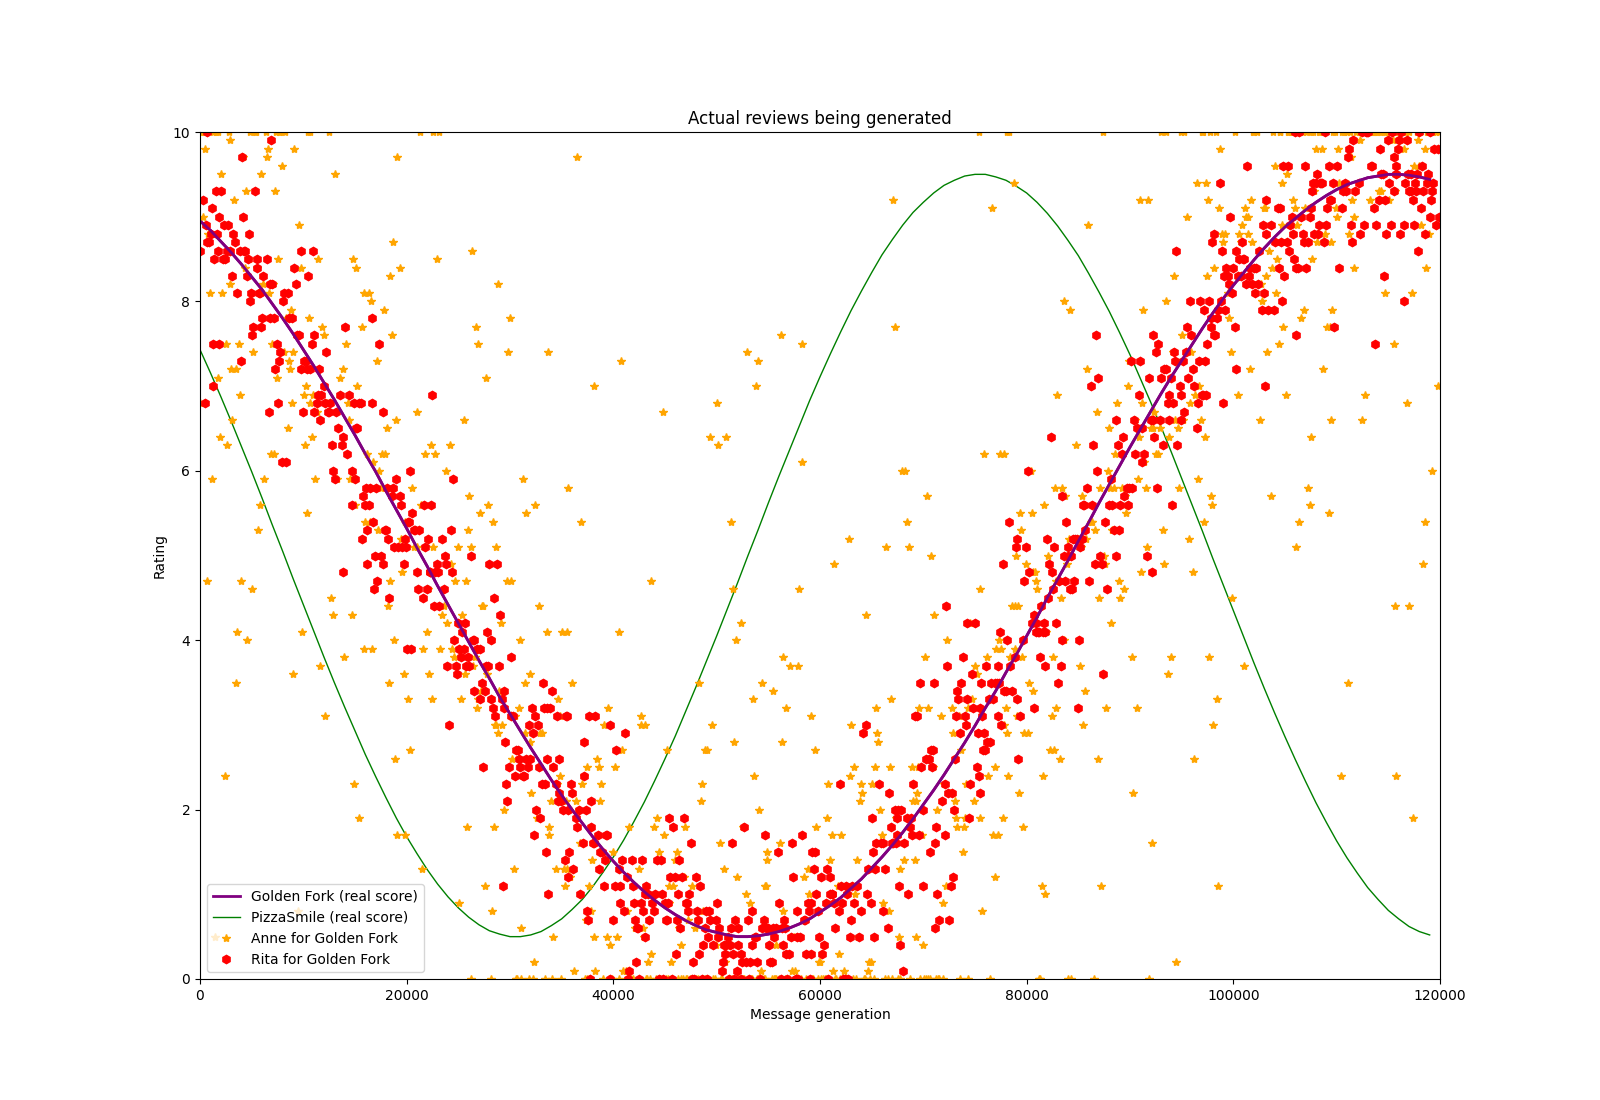 Actual reviews being generated
10
8
6
4
2
0
Rating
Golden Fork (real score)
PizzaSmile (real score)
Anne for Golden Fork
Rita for Golden Fork
0 20000 40000 60000 80000 100000 120000
Message generation